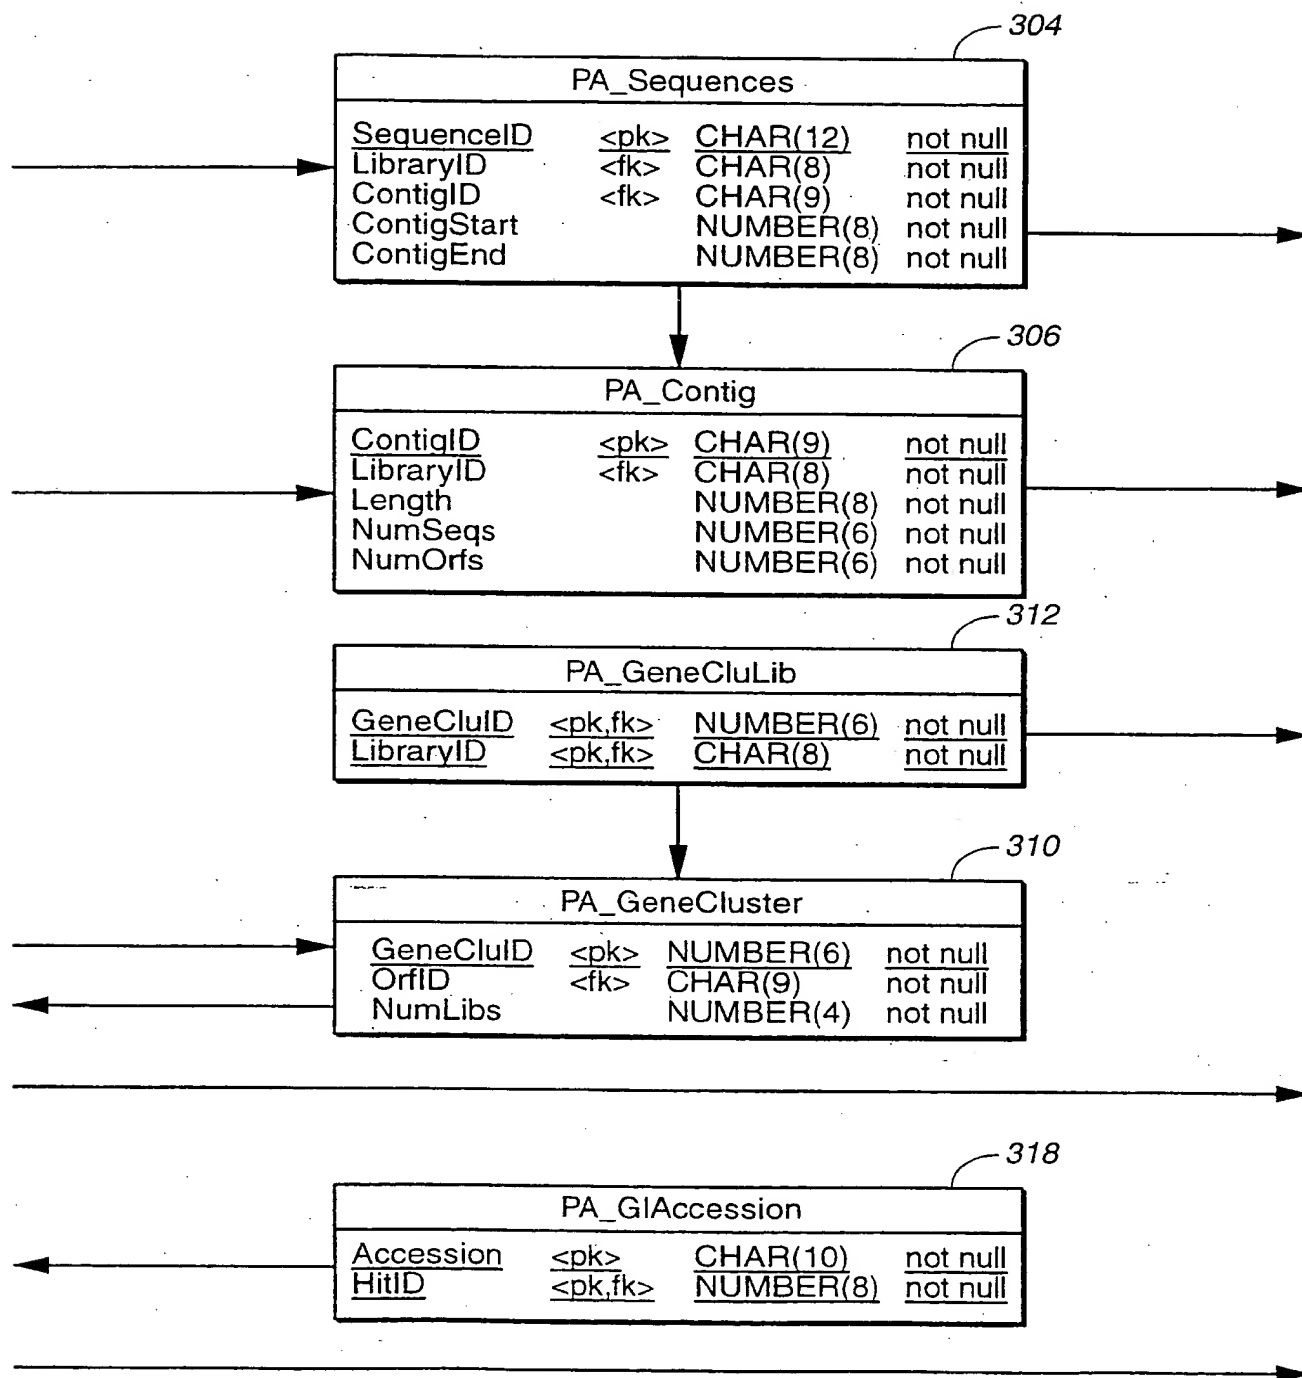 304
PA_Sequences
SequenceID <pk> CHAR(12) not null
LibraryID <fk> CHAR(8) not null
ContigID <fk> CHAR(9) not null
ContigStart NUMBER(8) not null
ContigEnd NUMBER(8) not null
306
PA_Contig
ContigID <pk> CHAR(9) not null
LibraryID <fk> CHAR(8) not null
Length NUMBER(8) not null
NumSeqs NUMBER(6) not null
NumOrfs NUMBER(6) not null
312
PA_GeneCluLib
GeneCluID <pk,fk> NUMBER(6) not null
LibraryID <pk,fk> CHAR(8) not null
310
PA_GeneCluster
GeneCluID <pk> NUMBER(6) not null
OrfID <fk> CHAR(9) not null
NumLibs NUMBER(4) not null
318
PA_GIAccession
Accession <pk> CHAR(10) not null
HitID <pk,fk> NUMBER(8) not null